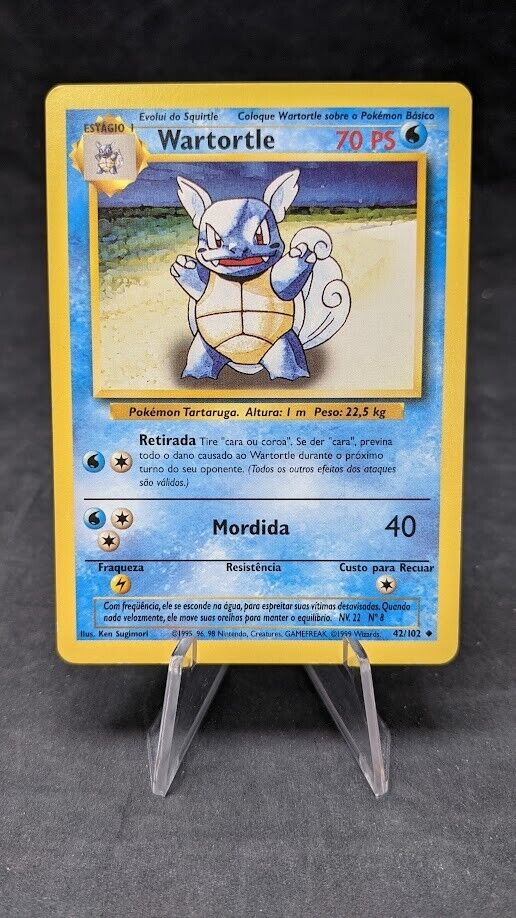 Evolui do Squirtle Coloque Wartortle sobre o Pokémon Básico
ESTÁGIO 1
Wartortle 70 PS
Pokémon Tartaruga. Altura: 1 m Peso: 22,5 kg
Retirada Tire "cara ou coroa". Se der "cara", previna
todo o dano causado ao Wartortle durante o próximo
turno do seu oponente. (Todos os outros efeitos dos ataques
são válidos.)
Mordida 40
Fraqueza Resistência Custo para Recuar
Com freqüência, ele se esconde na água, para espreitar suas vítimas desavisadas. Quando
nada velozmente, ele move suas orelhas para manter o equilíbrio. NV. 22 Nº 8
Ilus. Ken Sugimori ©1995, 96, 98 Nintendo, Creatures, GAMEFREAK. ©1999 Wizards. 42/102